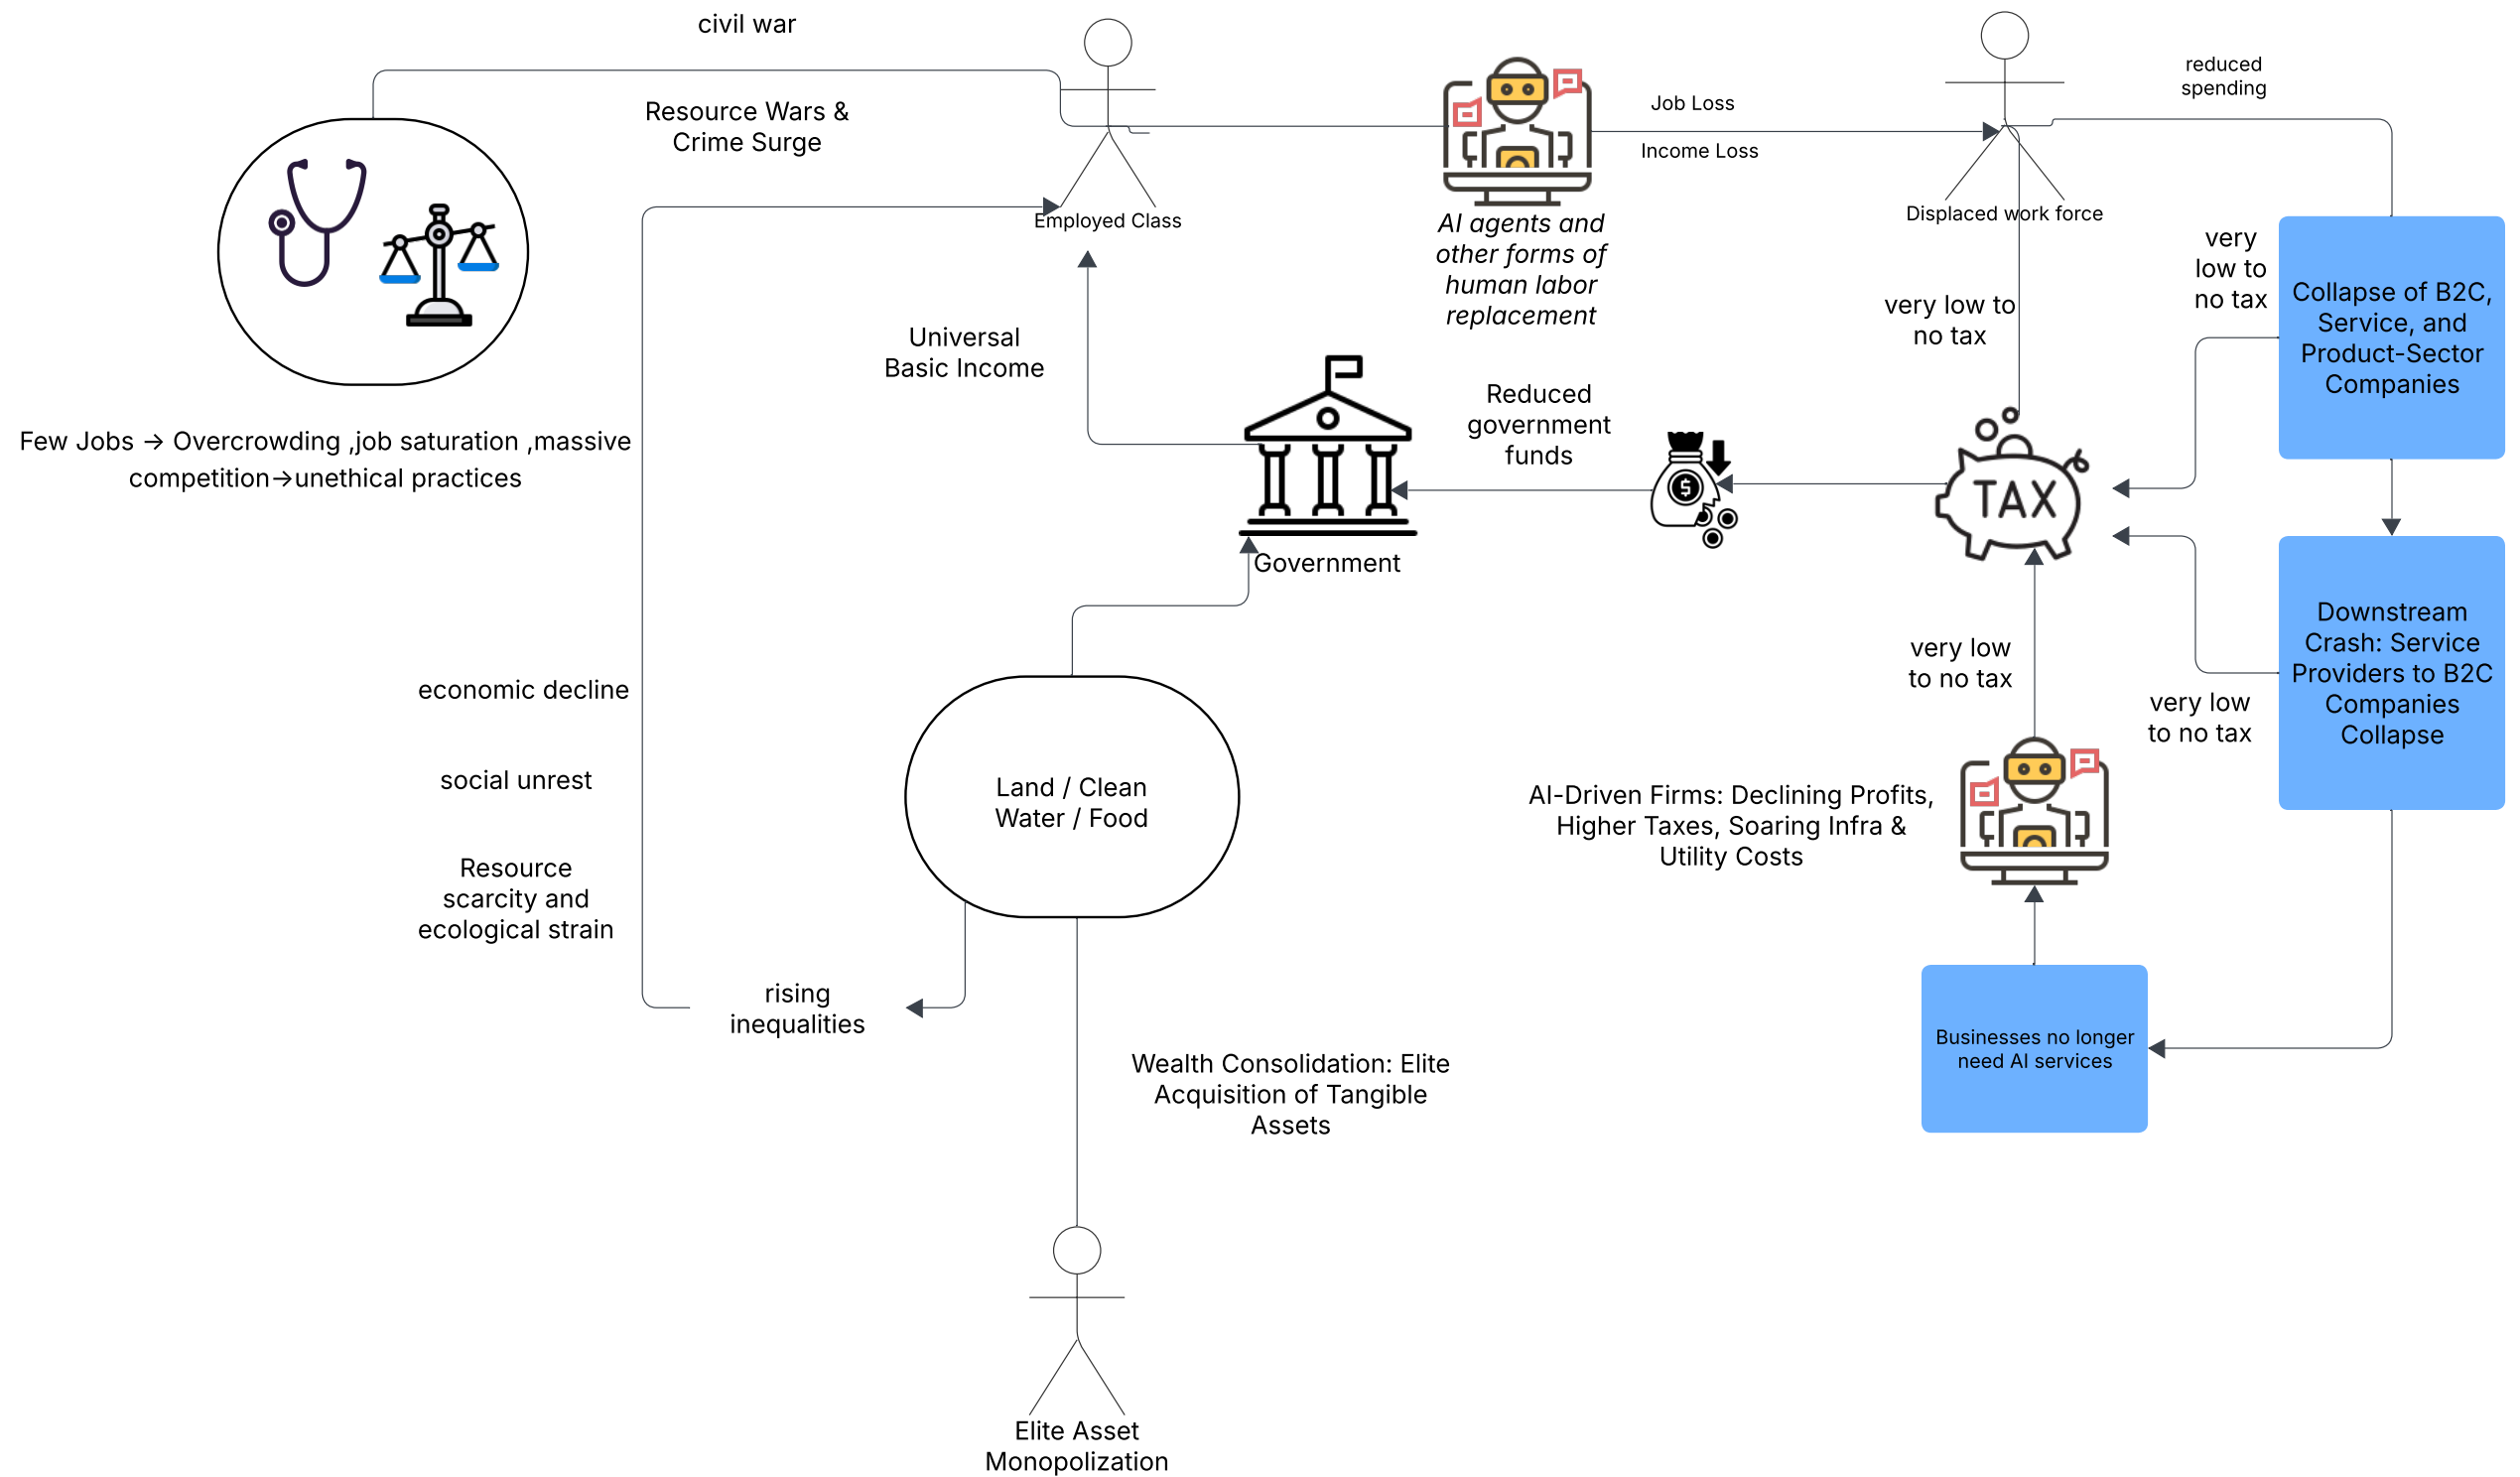 civil war
Resource Wars &
Crime Surge
Employed Class
AI agents and
other forms of
human labor
replacement
Job Loss
Income Loss
Displaced work force
reduced
spending
very
low to
no tax
Collapse of B2C,
Service, and
Product-Sector
Companies
very low to
no tax
Universal
Basic Income
Reduced
government
funds
$
TAX
Few Jobs → Overcrowding ,job saturation ,massive
competition→unethical practices
Government
Downstream
Crash: Service
Providers to B2C
Companies
Collapse
very low
to no tax
very low
to no tax
economic decline
social unrest
Resource
scarcity and
ecological strain
Land / Clean
Water / Food
AI-Driven Firms: Declining Profits,
Higher Taxes, Soaring Infra &
Utility Costs
rising
inequalities
Businesses no longer
need AI services
Wealth Consolidation: Elite
Acquisition of Tangible
Assets
Elite Asset
Monopolization